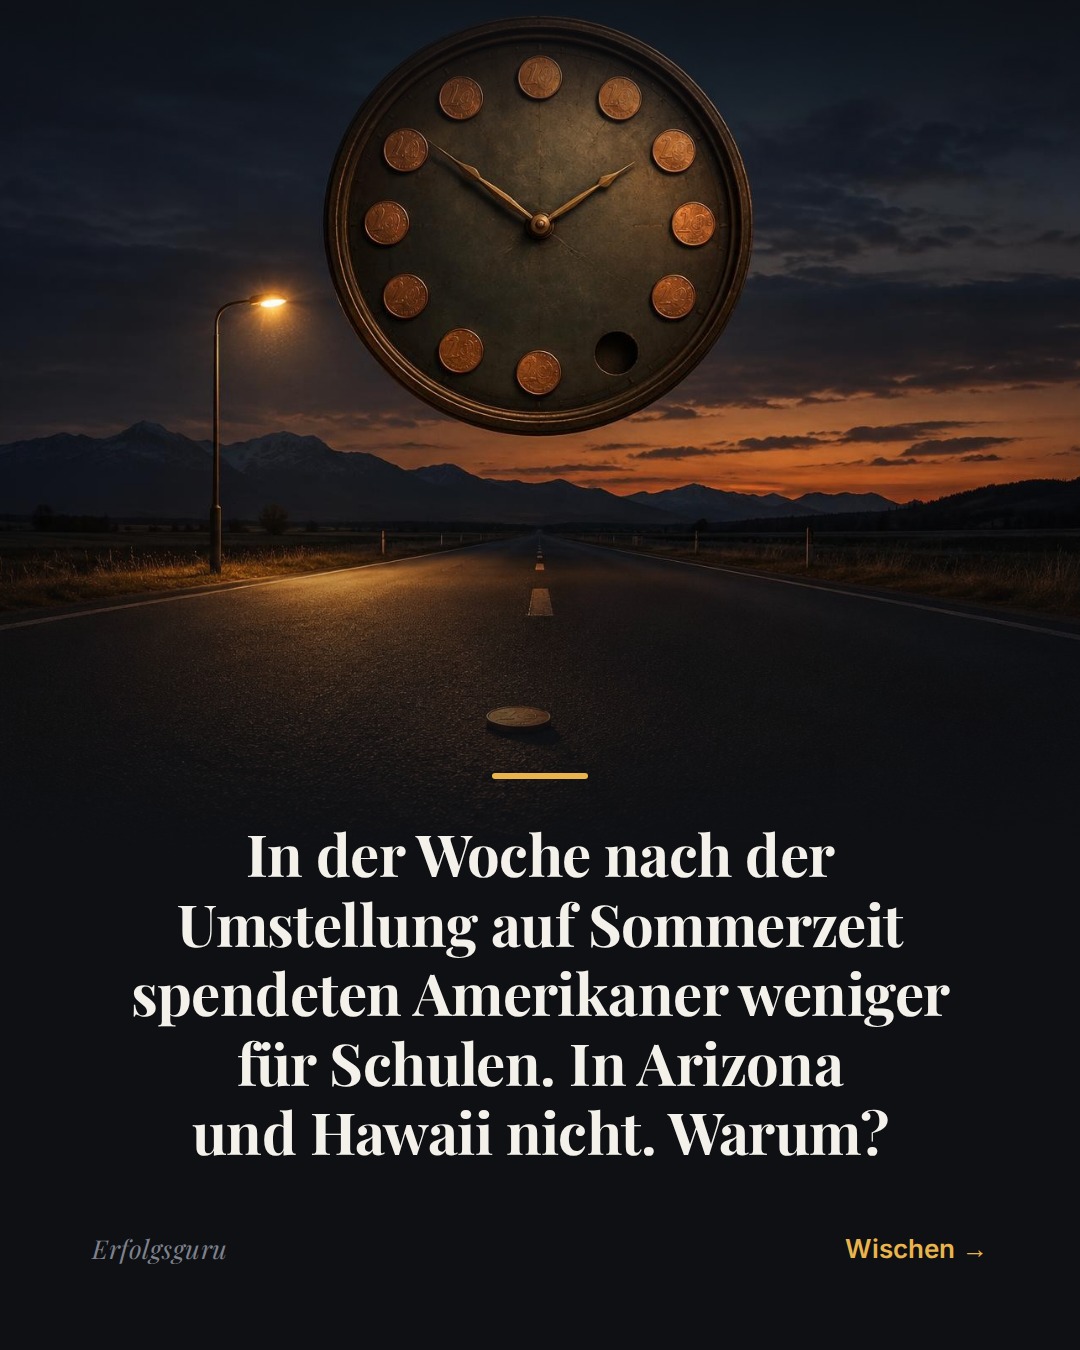 In der Woche nach der
Umstellung auf Sommerzeit
spendeten Amerikaner weniger
für Schulen. In Arizona
und Hawaii nicht. Warum?
Erfolgsguru
Wischen →